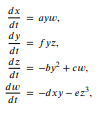 dx/dt = ayw,
dy/dt = fyz,
dz/dt = −by² + cw,
dw/dt = −dxy − ez³,